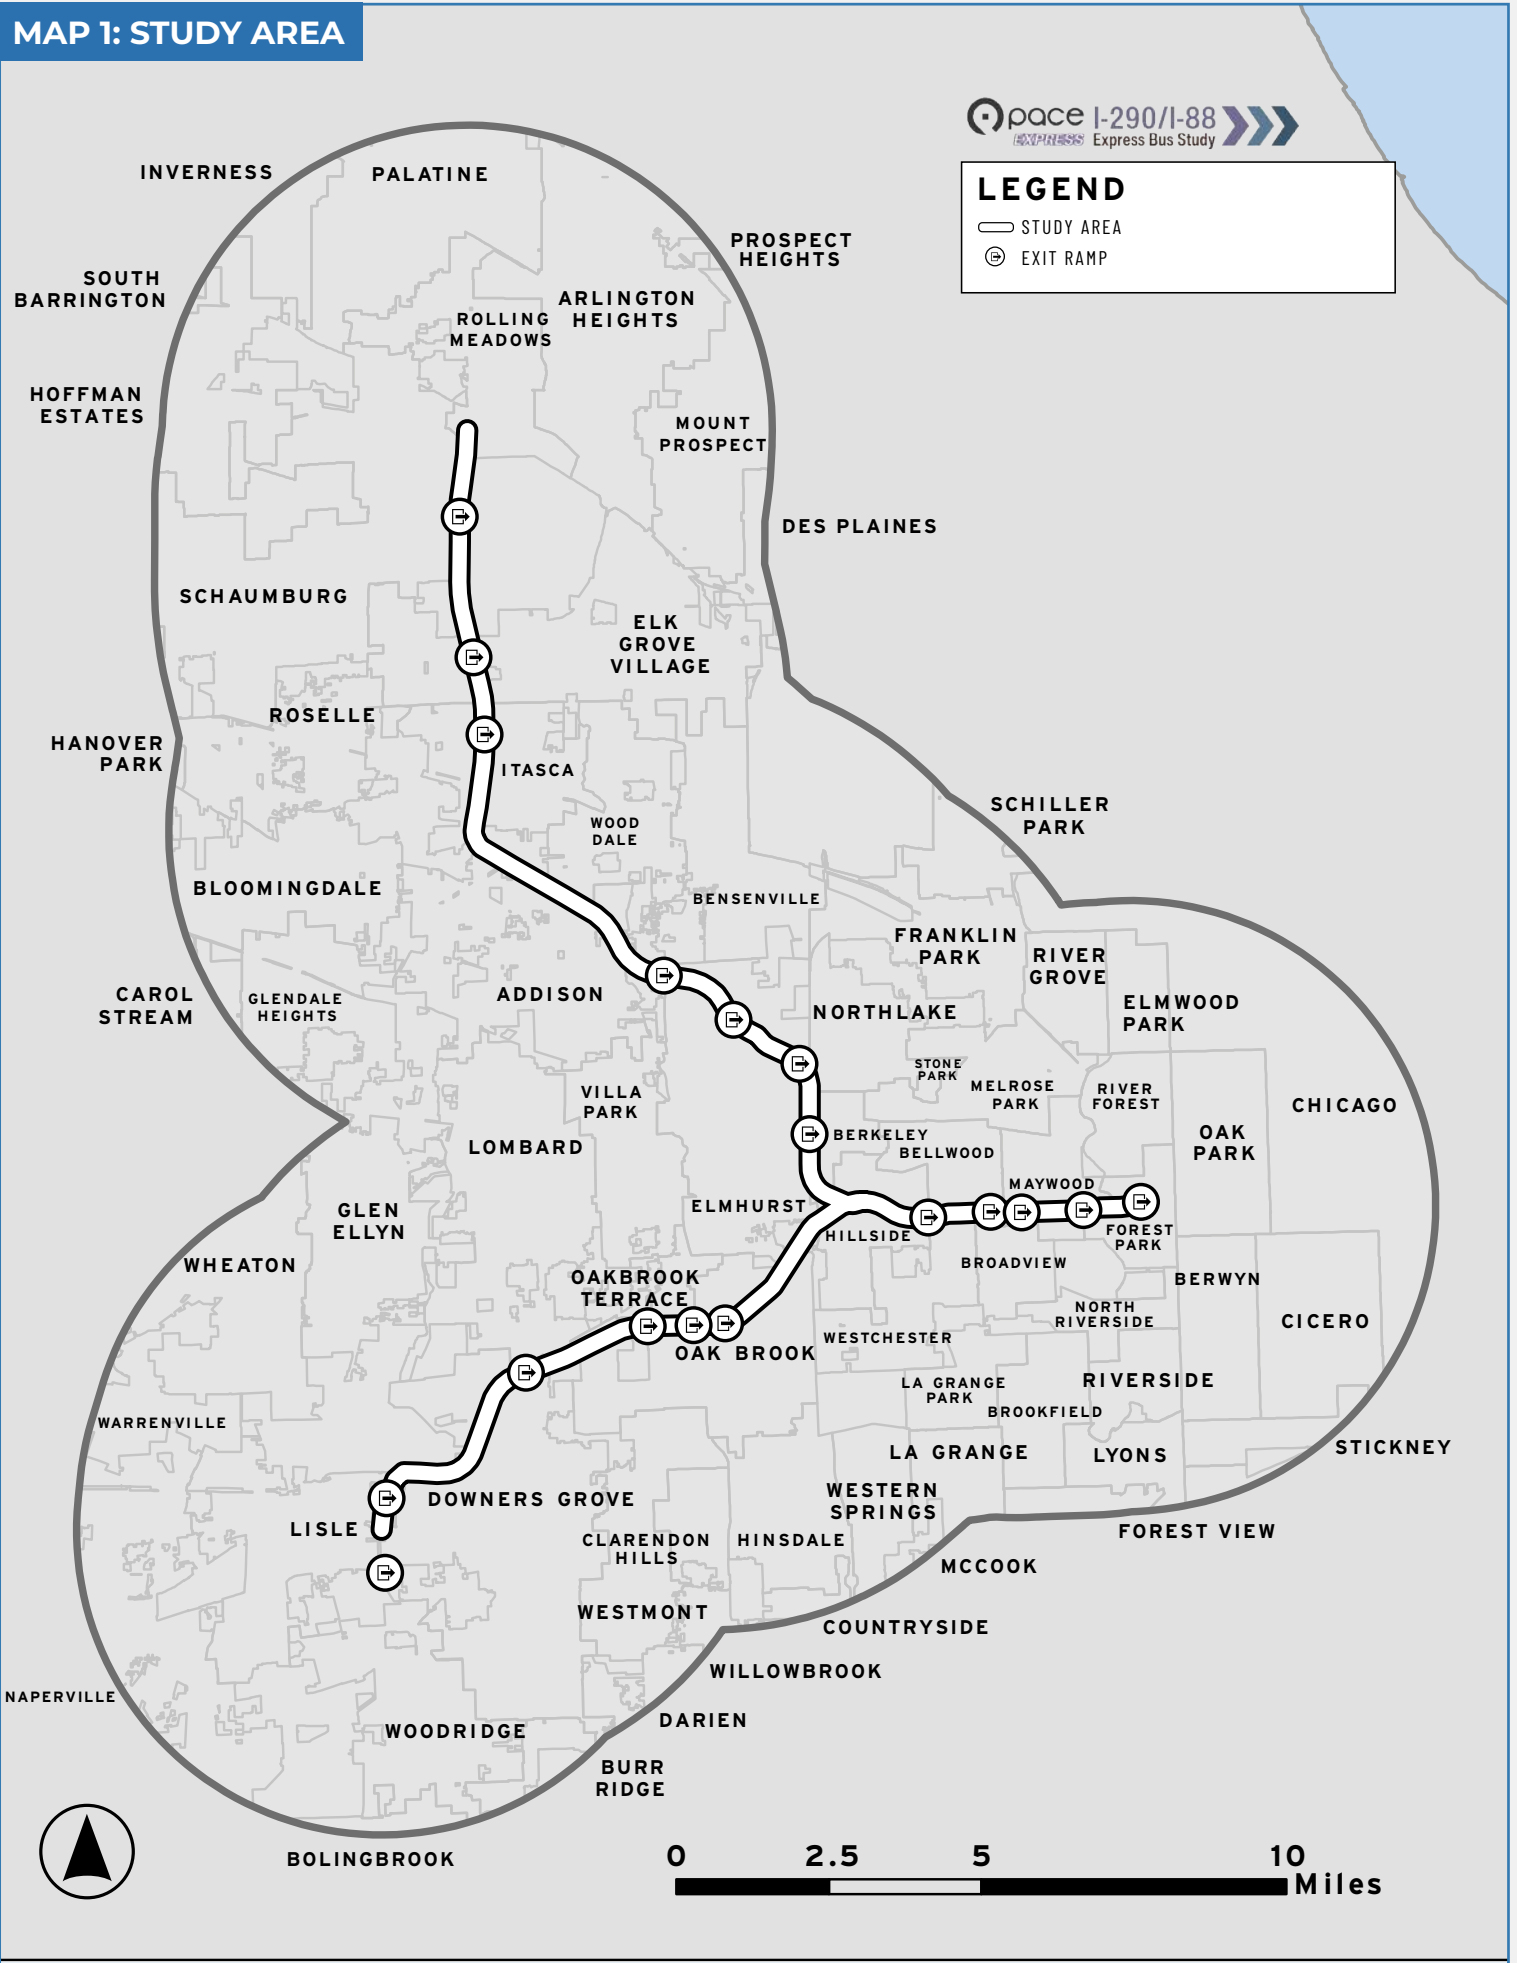 MAP 1: STUDY AREA
pace I-290/I-88
EXPRESS Express Bus Study
LEGEND
STUDY AREA
EXIT RAMP
INVERNESS
PALATINE
PROSPECT
HEIGHTS
SOUTH
BARRINGTON
ARLINGTON
HEIGHTS
ROLLING
MEADOWS
HOFFMAN
ESTATES
MOUNT
PROSPECT
DES PLAINES
SCHAUMBURG
ELK
GROVE
VILLAGE
ROSELLE
HANOVER
PARK
ITASCA
WOOD
DALE
SCHILLER
PARK
BLOOMINGDALE
BENSENVILLE
FRANKLIN
PARK
RIVER
GROVE
CAROL
STREAM
GLENDALE
HEIGHTS
ADDISON
NORTHLAKE
ELMWOOD
PARK
STONE
PARK
MELROSE
PARK
RIVER
FOREST
VILLA
PARK
CHICAGO
LOMBARD
BERKELEY
BELLWOOD
OAK
PARK
MAYWOOD
GLEN
ELLYN
ELMHURST
HILLSIDE
FOREST
PARK
WHEATON
BROADVIEW
OAKBROOK
TERRACE
BERWYN
NORTH
RIVERSIDE
CICERO
WESTCHESTER
OAK BROOK
LA GRANGE
PARK
RIVERSIDE
BROOKFIELD
WARRENVILLE
LA GRANGE
LYONS
STICKNEY
WESTERN
SPRINGS
DOWNERS GROVE
LISLE
CLARENDON
HILLS
HINSDALE
FOREST VIEW
MCCOOK
WESTMONT
COUNTRYSIDE
WILLOWBROOK
NAPERVILLE
DARIEN
WOODRIDGE
BURR
RIDGE
BOLINGBROOK
0 2.5 5 10
Miles